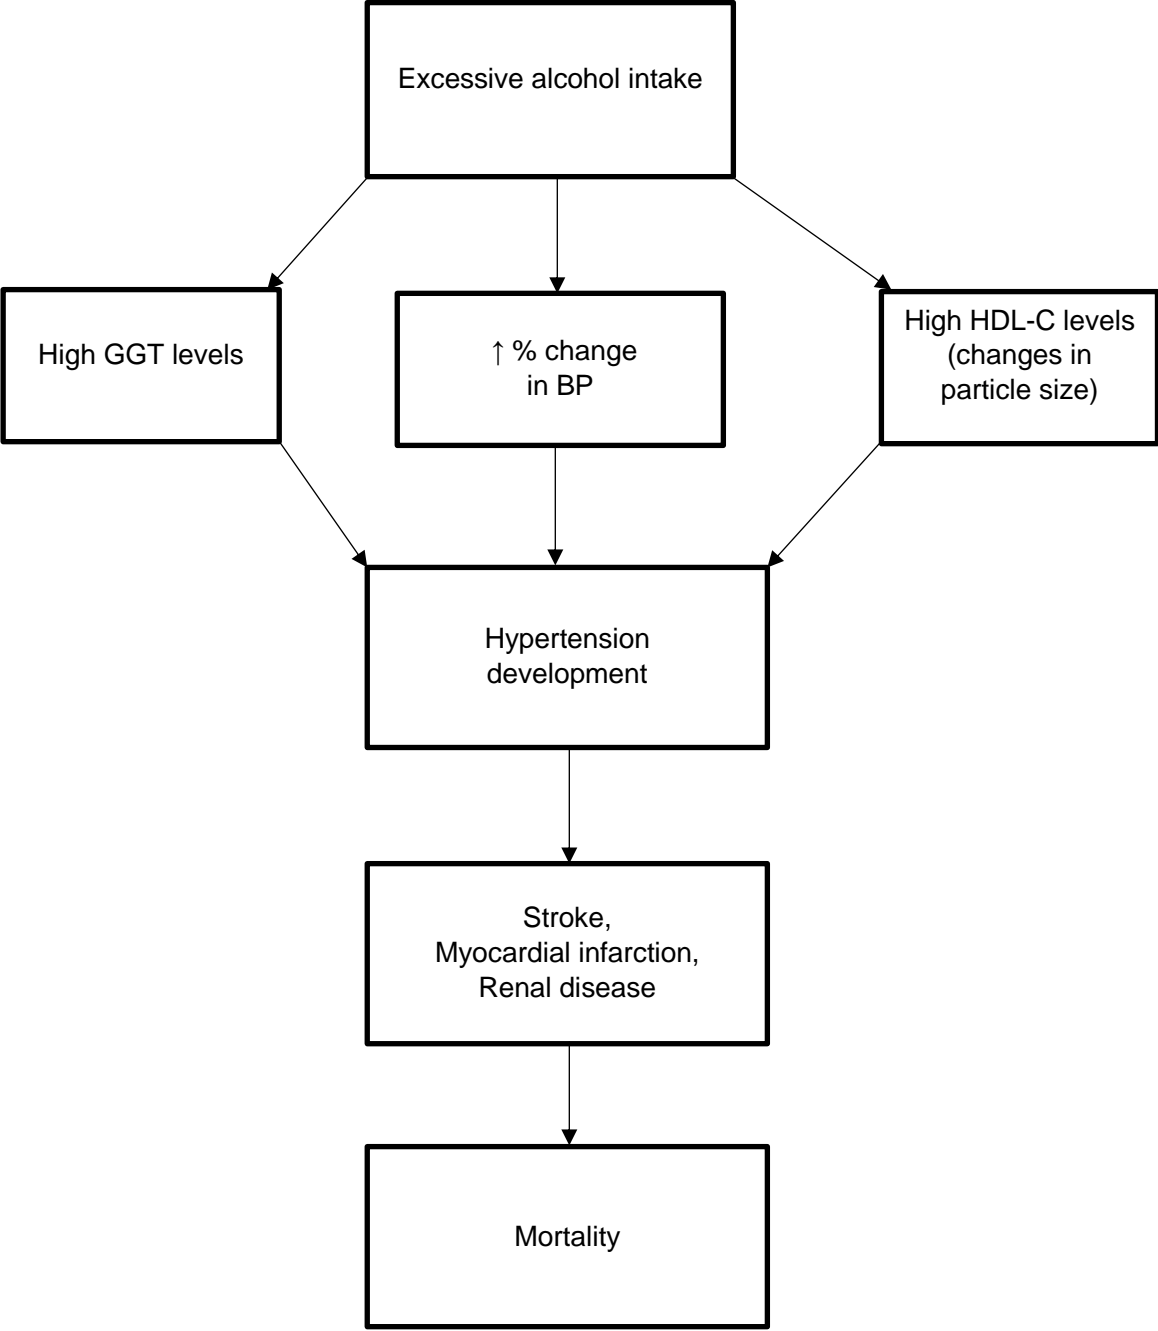 Excessive alcohol intake
High GGT levels
↑ % change
in BP
High HDL-C levels
(changes in
particle size)
Hypertension
development
Stroke,
Myocardial infarction,
Renal disease
Mortality